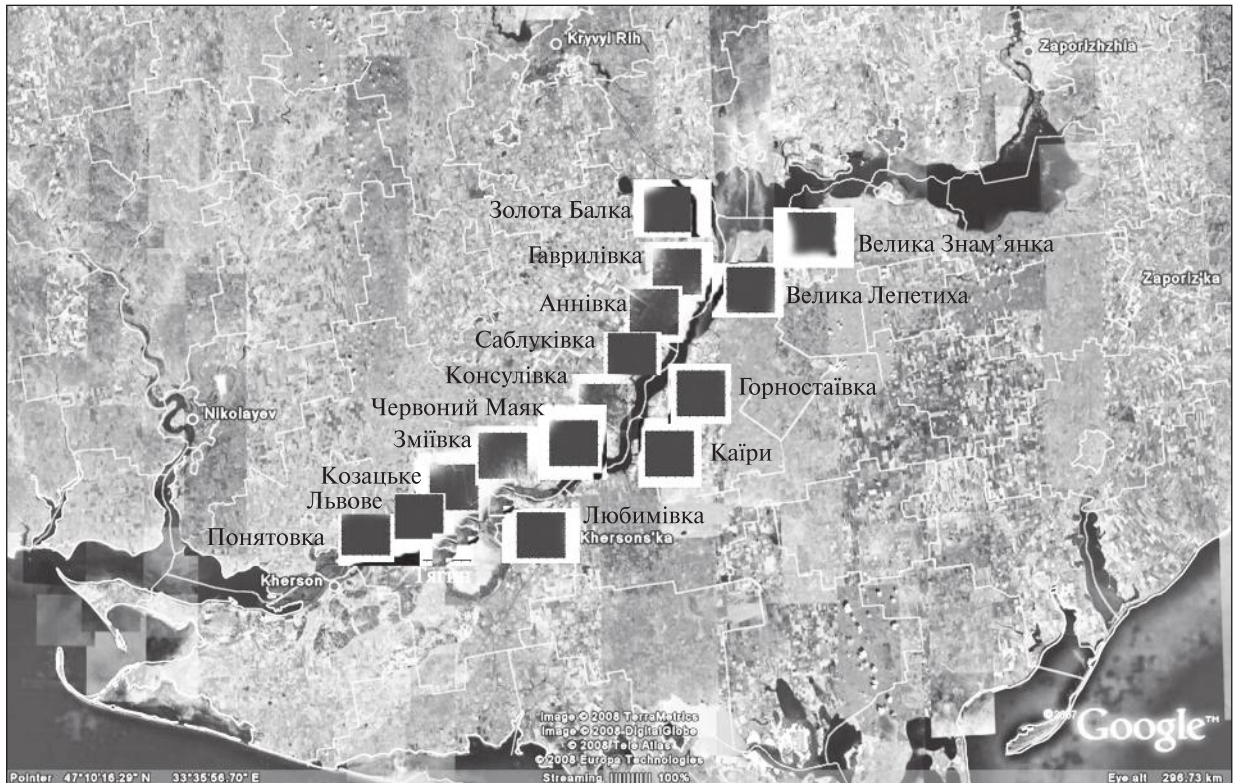 Kryvyi Rih
Zaporizhzhia
Золота Балка
Велика Знам’янка
Гаврилівка
Zaporiz'ka
Велика Лепетиха
Аннівка
Саблуківка
Консулівка
Горностаївка
Червоний Маяк
Nikolayev
Зміївка
Каїри
Козацьке
Львове
Любимівка
Понятовка
Khersons'ka
Тягин
Kherson
Image © 2008 TerraMetrics
Image © 2008 DigitalGlobe
© 2008 Tele Atlas
© 2008 Europa Technologies
©2007 Google™
Pointer 47°10'16.29" N 33°35'56.70" E
Streaming |||||||||| 100%
Eye alt 296.73 km